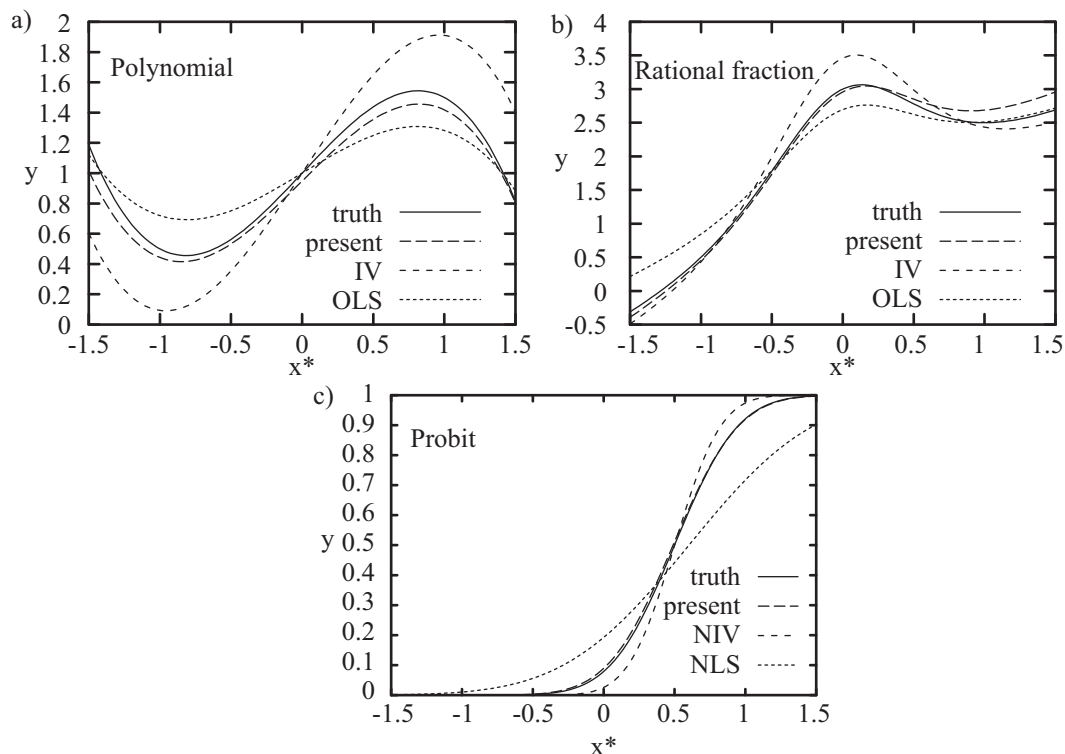 a)
Polynomial
2
1.8
1.6
1.4
1.2
1
0.8
0.6
0.4
0.2
0
y
truth
present
IV
OLS
-1.5 -1 -0.5 0 0.5 1 1.5
x*
b)
Rational fraction
4
3.5
3
2.5
2
1.5
1
0.5
0
-0.5
y
truth
present
IV
OLS
-1.5 -1 -0.5 0 0.5 1 1.5
x*
c)
Probit
1
0.9
0.8
0.7
0.6
0.5
0.4
0.3
0.2
0.1
0
y
truth
present
NIV
NLS
-1.5 -1 -0.5 0 0.5 1 1.5
x*